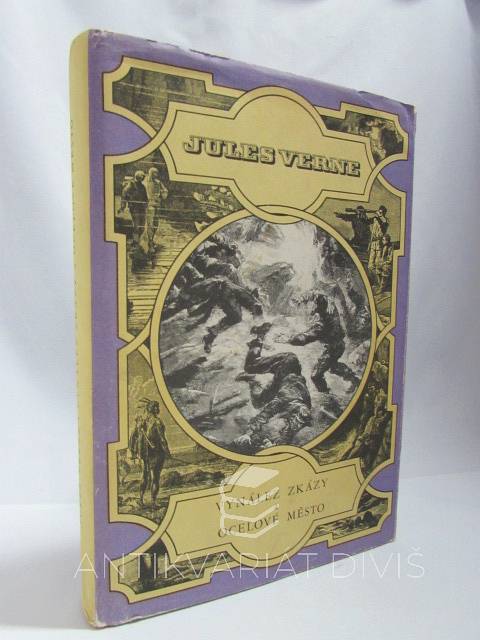 JULES VERNE
VYNÁLEZ ZKÁZY
OCELOVÉ MĚSTO
ANTIKVARIÁT DIVIŠ